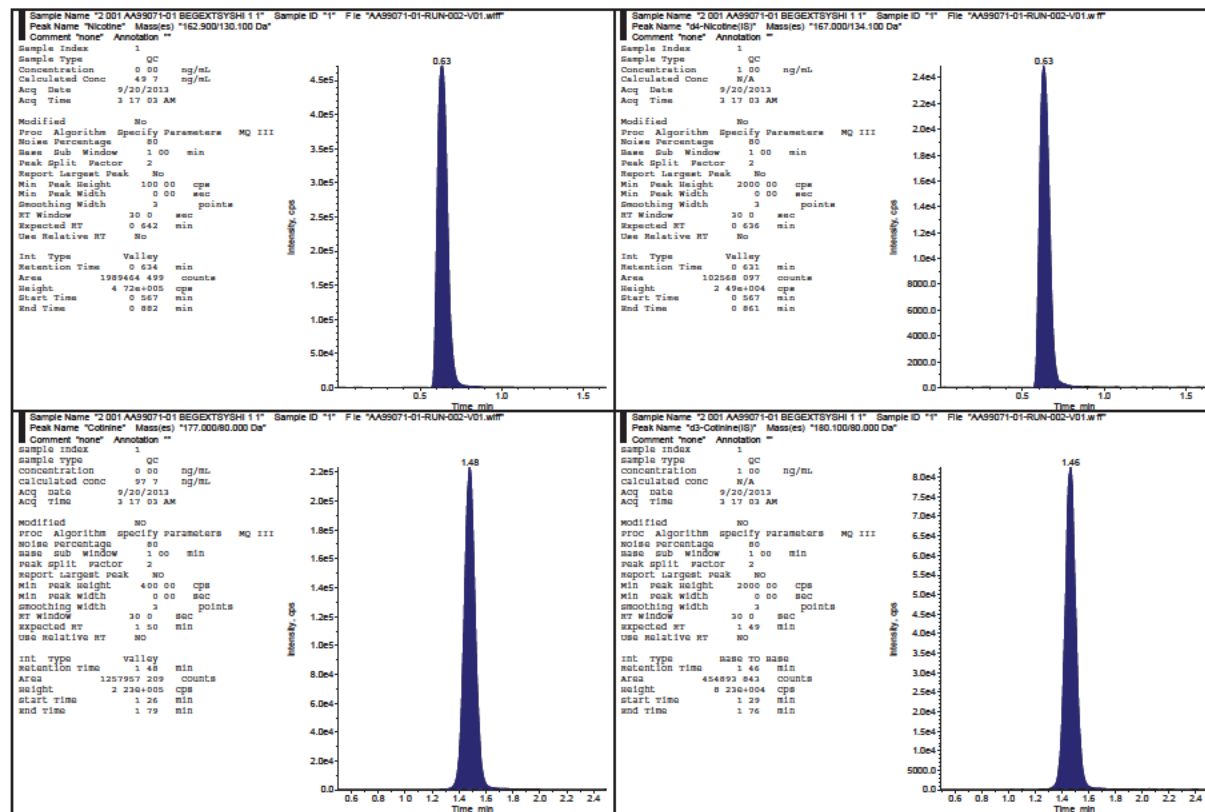 Sample Name "2 001 AA99071-01 BEGEXTSYSHI 1 1" Sample ID "1" File "AA99071-01-RUN-002-V01.wiff"
Peak Name "Nicotine" Mass(es) "162.900/130.100 Da"
Comment "none" Annotation ""
Sample Index 1
Sample Type QC
Concentration 0 00 ng/mL
Calculated Conc 49 7 ng/mL
Acq Date 9/20/2013
Acq Time 3 17 03 AM
Modified No
Proc Algorithm Specify Parameters MQ III
Noise Percentage 80
Base Sub Window 1 00 min
Peak Split Factor 2
Report Largest Peak No
Min Peak Height 100 00 cps
Min Peak Width 0 00 sec
Smoothing Width 3 points
RT Window 30 0 sec
Expected RT 0 642 min
Use Relative RT No
Int Type Valley
Retention Time 0 634 min
Area 1989464 499 counts
Height 4 72e+005 cps
Start Time 0 567 min
End Time 0 882 min
0.63
Intensity, cps
4.5e5
4.0e5
3.5e5
3.0e5
2.5e5
2.0e5
1.5e5
1.0e5
5.0e4
0.0
0.5 1.0 1.5
Time min
Sample Name "2 001 AA99071-01 BEGEXTSYSHI 1 1" Sample ID "1" File "AA99071-01-RUN-002-V01.wiff"
Peak Name "d4-Nicotine(IS)" Mass(es) "167.000/134.100 Da"
Comment "none" Annotation ""
Sample Index 1
Sample Type QC
Concentration 1 00 ng/mL
Calculated Conc N/A
Acq Date 9/20/2013
Acq Time 3 17 03 AM
Modified No
Proc Algorithm Specify Parameters MQ III
Noise Percentage 80
Base Sub Window 1 00 min
Peak Split Factor 2
Report Largest Peak No
Min Peak Height 2000 00 cps
Min Peak Width 0 00 sec
Smoothing Width 3 points
RT Window 30 0 sec
Expected RT 0 636 min
Use Relative RT No
Int Type Valley
Retention Time 0 631 min
Area 102568 097 counts
Height 2 49e+004 cps
Start Time 0 567 min
End Time 0 861 min
0.63
Intensity, cps
2.4e4
2.2e4
2.0e4
1.8e4
1.6e4
1.4e4
1.2e4
1.0e4
8000.0
6000.0
4000.0
2000.0
0.0
0.5 1.0 1.5
Time min
Sample Name "2 001 AA99071-01 BEGEXTSYSHI 1 1" Sample ID "1" File "AA99071-01-RUN-002-V01.wiff"
Peak Name "Cotinine" Mass(es) "177.000/80.000 Da"
Comment "none" Annotation ""
Sample Index 1
Sample Type QC
Concentration 0 00 ng/mL
Calculated Conc 97 7 ng/mL
Acq Date 9/20/2013
Acq Time 3 17 03 AM
Modified No
Proc Algorithm Specify Parameters MQ III
Noise Percentage 80
Base Sub Window 1 00 min
Peak Split Factor 2
Report Largest Peak No
Min Peak Height 400 00 cps
Min Peak Width 0 00 sec
Smoothing Width 3 points
RT Window 30 0 sec
Expected RT 1 50 min
Use Relative RT No
Int Type Valley
Retention Time 1 48 min
Area 1257957 209 counts
Height 2 23e+005 cps
Start Time 1 26 min
End Time 1 79 min
1.48
Intensity, cps
2.2e5
2.0e5
1.8e5
1.6e5
1.4e5
1.2e5
1.0e5
8.0e4
6.0e4
4.0e4
2.0e4
0.0
0.6 0.8 1.0 1.2 1.4 1.6 1.8 2.0 2.2 2.4
Time min
Sample Name "2 001 AA99071-01 BEGEXTSYSHI 1 1" Sample ID "1" File "AA99071-01-RUN-002-V01.wiff"
Peak Name "d3-Cotinine(IS)" Mass(es) "180.100/80.000 Da"
Comment "none" Annotation ""
Sample Index 1
Sample Type QC
Concentration 1 00 ng/mL
Calculated Conc N/A
Acq Date 9/20/2013
Acq Time 3 17 03 AM
Modified No
Proc Algorithm Specify Parameters MQ III
Noise Percentage 80
Base Sub Window 1 00 min
Peak Split Factor 2
Report Largest Peak No
Min Peak Height 2000 00 cps
Min Peak Width 0 00 sec
Smoothing Width 3 points
RT Window 30 0 sec
Expected RT 1 49 min
Use Relative RT No
Int Type Base To Base
Retention Time 1 46 min
Area 454893 843 counts
Height 8 23e+004 cps
Start Time 1 29 min
End Time 1 76 min
1.46
Intensity, cps
8.0e4
7.5e4
7.0e4
6.5e4
6.0e4
5.5e4
5.0e4
4.5e4
4.0e4
3.5e4
3.0e4
2.5e4
2.0e4
1.5e4
1.0e4
5000.0
0.0
0.6 0.8 1.0 1.2 1.4 1.6 1.8 2.0 2.2 2.4
Time min